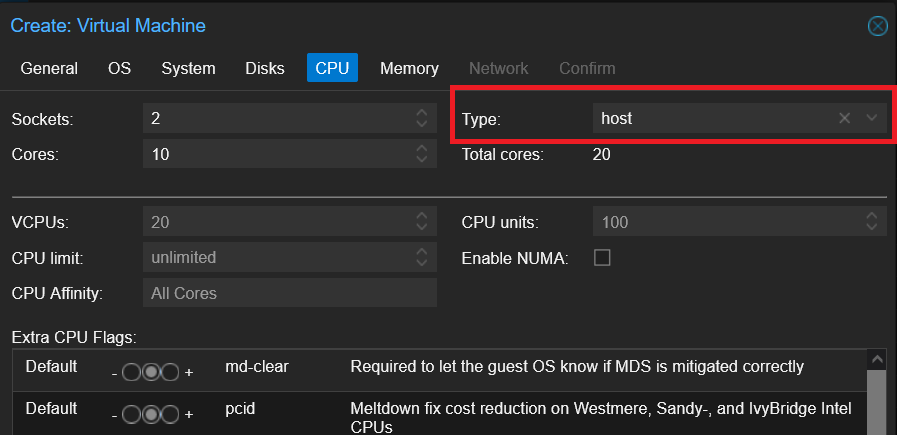 Create: Virtual Machine
General OS System Disks CPU Memory Network Confirm
Sockets: 2 Type: host
Cores: 10 Total cores: 20
VCPUs: 20 CPU units: 100
CPU limit: unlimited Enable NUMA:
CPU Affinity: All Cores
Extra CPU Flags:
Default - + md-clear Required to let the guest OS know if MDS is mitigated correctly
Default - + pcid Meltdown fix cost reduction on Westmere, Sandy-, and IvyBridge Intel
CPUs